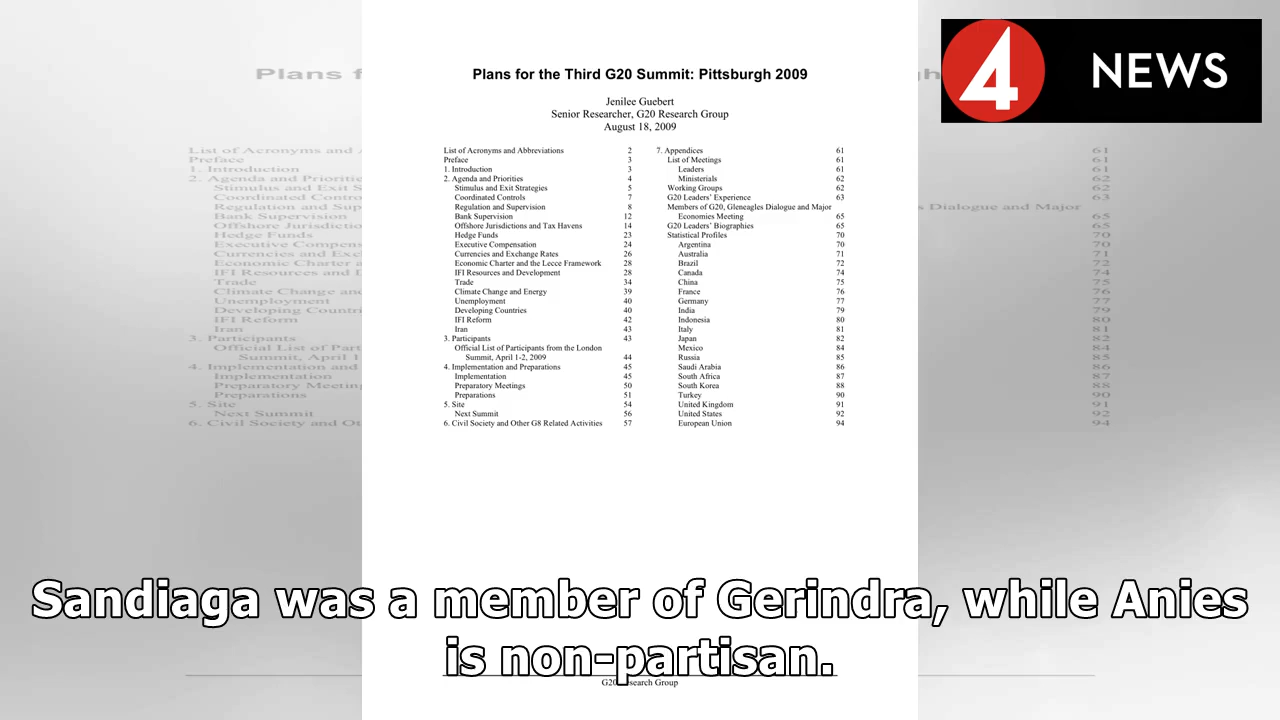 4 NEWS
Plans for the Third G20 Summit: Pittsburgh 2009
Jenilee Guebert
Senior Researcher, G20 Research Group
August 18, 2009
List of Acronyms and Abbreviations 2
Preface 3
1. Introduction 3
2. Agenda and Priorities 4
Stimulus and Exit Strategies 5
Coordinated Controls 7
Regulation and Supervision 8
Bank Supervision 12
Offshore Jurisdictions and Tax Havens 14
Hedge Funds 23
Executive Compensation 24
Currencies and Exchange Rates 26
Economic Charter and the Lecce Framework 28
IFI Resources and Development 28
Trade 34
Climate Change and Energy 39
Unemployment 40
Developing Countries 40
IFI Reform 42
Iran 43
3. Participants 43
Official List of Participants from the London
Summit, April 1-2, 2009 44
4. Implementation and Preparations 45
Implementation 45
Preparatory Meetings 50
Preparations 51
5. Site 54
Next Summit 56
6. Civil Society and Other G8 Related Activities 57
7. Appendices 61
List of Meetings 61
Leaders 61
Ministerials 62
Working Groups 62
G20 Leaders' Experience 63
Members of G20, Gleneagles Dialogue and Major
Economies Meeting 65
G20 Leaders' Biographies 65
Statistical Profiles 70
Argentina 70
Australia 71
Brazil 72
Canada 74
China 75
France 76
Germany 77
India 79
Indonesia 80
Italy 81
Japan 82
Mexico 84
Russia 85
Saudi Arabia 86
South Africa 87
South Korea 88
Turkey 90
United Kingdom 91
United States 92
European Union 94
Sandiaga was a member of Gerindra, while Anies
is non-partisan.
G20 Research Group